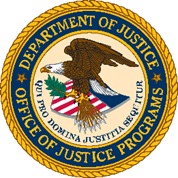 DEPARTMENT OF JUSTICE
QUI PRO DOMINA JUSTITIA SEQUITUR
OFFICE OF JUSTICE PROGRAMS